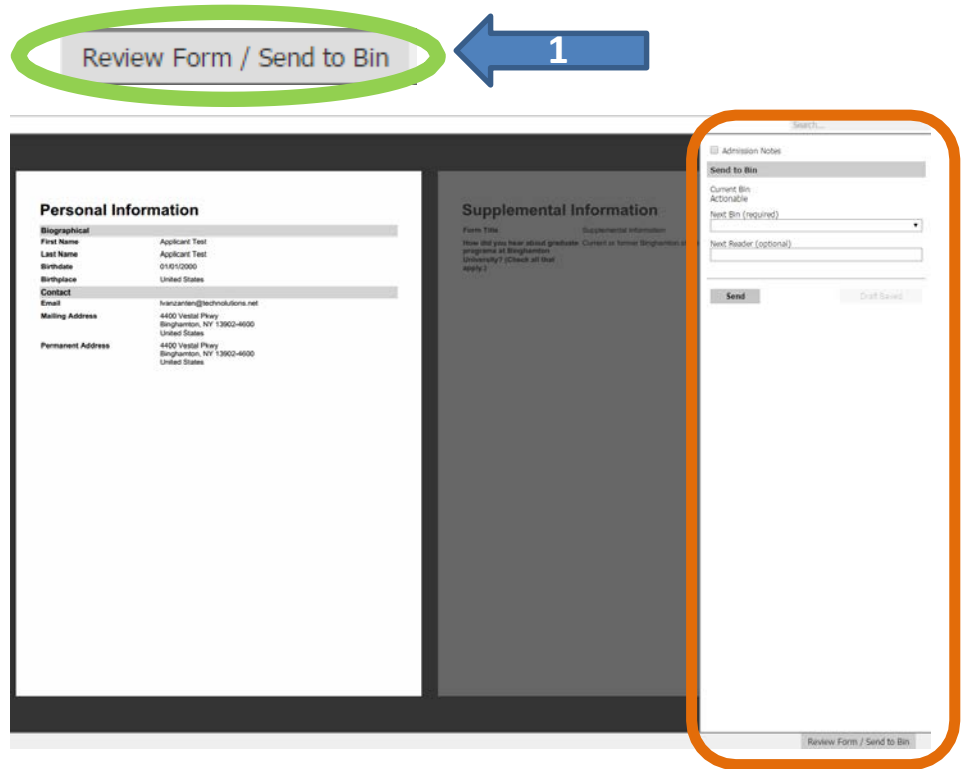 Review Form / Send to Bin
1
Search...
Personal Information
Biographical
First Name Applicant Test
Last Name Applicant Test
Birthdate 01/01/2000
Birthplace United States
Contact
Email lvanzanten@technolutions.net
Mailing Address 4400 Vestal Pkwy
Binghamton, NY 13902-4600
United States
Permanent Address 4400 Vestal Pkwy
Binghamton, NY 13902-4600
United States
Supplemental Information
Form Title Supplemental Information
How did you hear about graduate Current or former Binghamton
programs at Binghamton
University? (Check all that
apply.)
Admission Notes
Send to Bin
Current Bin
Actionable
Next Bin (required)
Next Reader (optional)
Send Draft Saved
Review Form / Send to Bin